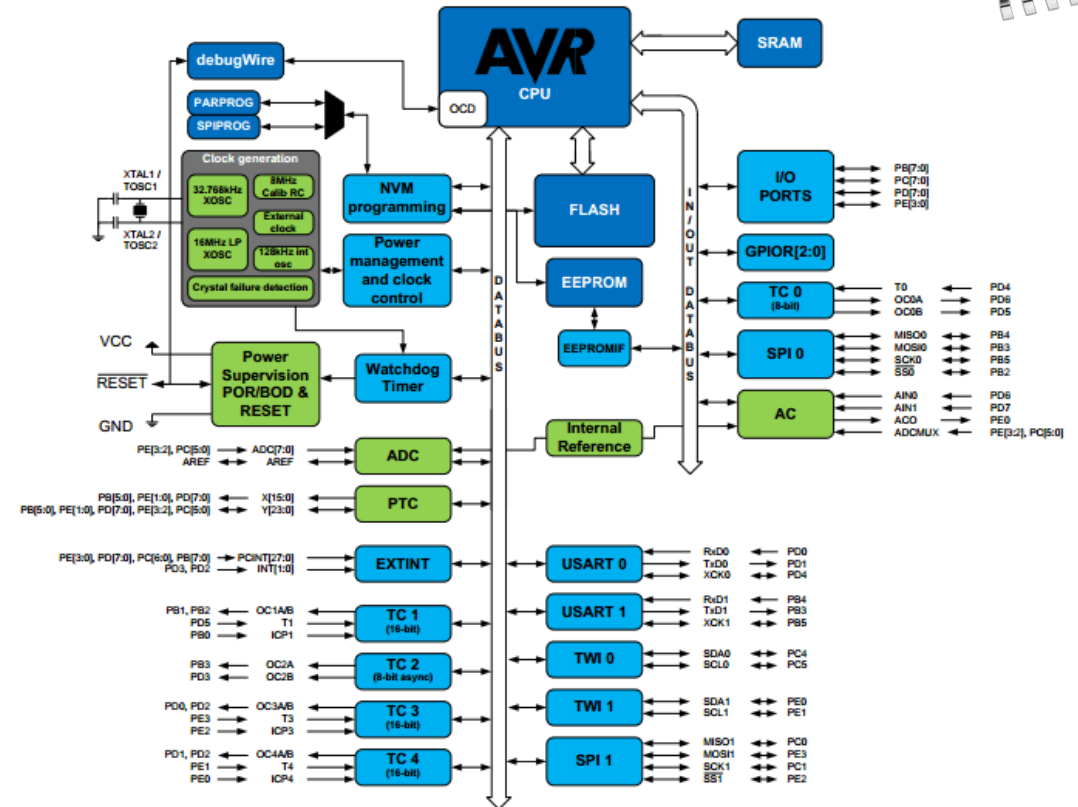 AVR
CPU
OCD
SRAM
debugWire
PARPROG
SPIPROG
Clock generation
XTAL1 /
TOSC1
32.768kHz
XOSC
8MHz
Calib RC
External
clock
XTAL2 /
TOSC2
16MHz LP
XOSC
128kHz int
osc
Crystal failure detection
NVM
programming
Power
management
and clock
control
FLASH
EEPROM
EEPROMIF
DATABUS
IN/OUT DATABUS
I/O
PORTS
PB[7:0]
PC[7:0]
PD[7:0]
PE[3:0]
GPIOR[2:0]
TC 0
(8-bit)
T0 PD4
OC0A PD6
OC0B PD5
SPI 0
MISO0 PB4
MOSI0 PB3
SCK0 PB5
SS0 PB2
AC
AIN0 PD6
AIN1 PD7
ACO PE0
ADCMUX PE[3:2], PC[5:0]
VCC
RESET
GND
Power
Supervision
POR/BOD &
RESET
Watchdog
Timer
Internal
Reference
PE[3:2], PC[5:0] ADC[7:0]
AREF AREF
ADC
PB[5:0], PE[1:0], PD[7:0] X[15:0]
PB[5:0], PE[1:0], PD[7:0], PE[3:2], PC[5:0] Y[23:0]
PTC
PE[3:0], PD[7:0], PC[6:0], PB[7:0] PCINT[27:0]
PD3, PD2 INT[1:0]
EXTINT
PB1, PB2 OC1A/B
PD5 T1
PB0 ICP1
TC 1
(16-bit)
PB3 OC2A
PD3 OC2B
TC 2
(8-bit async)
PD0, PD2 OC3A/B
PE3 T3
PE2 ICP3
TC 3
(16-bit)
PD1, PD2 OC4A/B
PE1 T4
PE0 ICP4
TC 4
(16-bit)
USART 0
RxD0 PD0
TxD0 PD1
XCK0 PD4
USART 1
RxD1 PB4
TxD1 PB3
XCK1 PB5
TWI 0
SDA0 PC4
SCL0 PC5
TWI 1
SDA1 PE0
SCL1 PE1
SPI 1
MISO1 PC0
MOSI1 PE3
SCK1 PC1
SS1 PE2